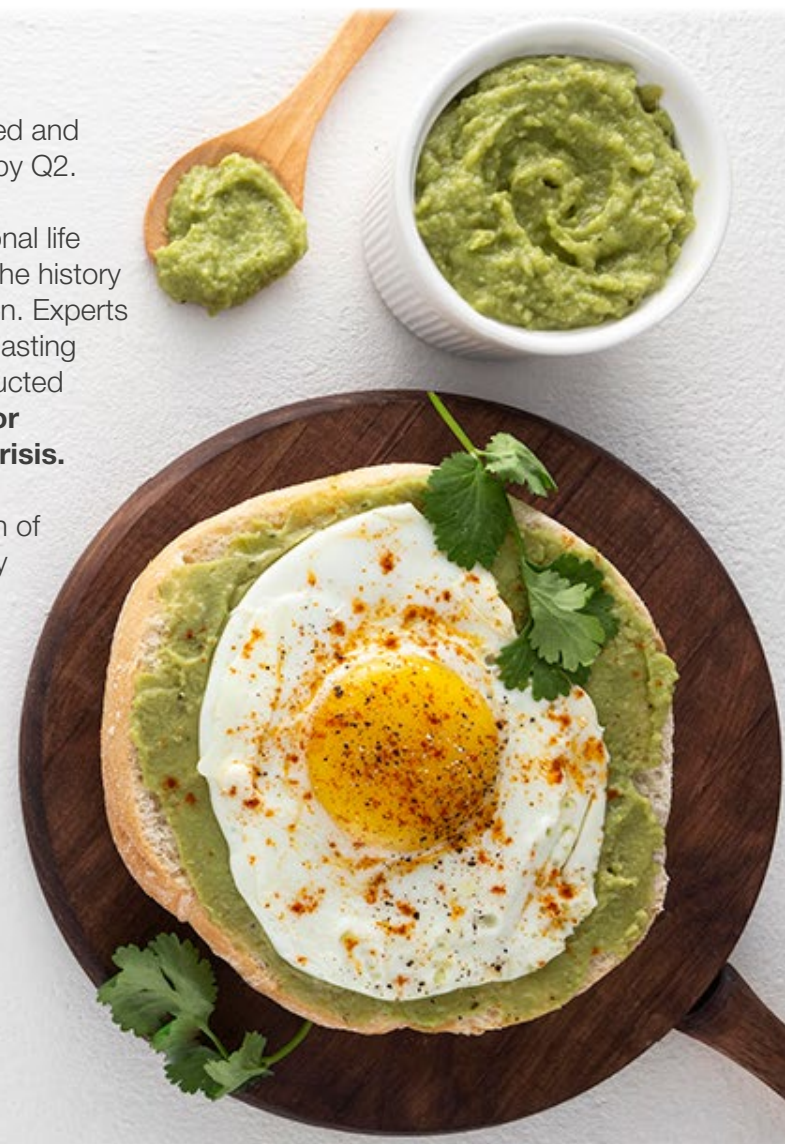 ed and
by Q2.
onal life
he history
n. Experts
asting
ucted
or
risis.
n of
y